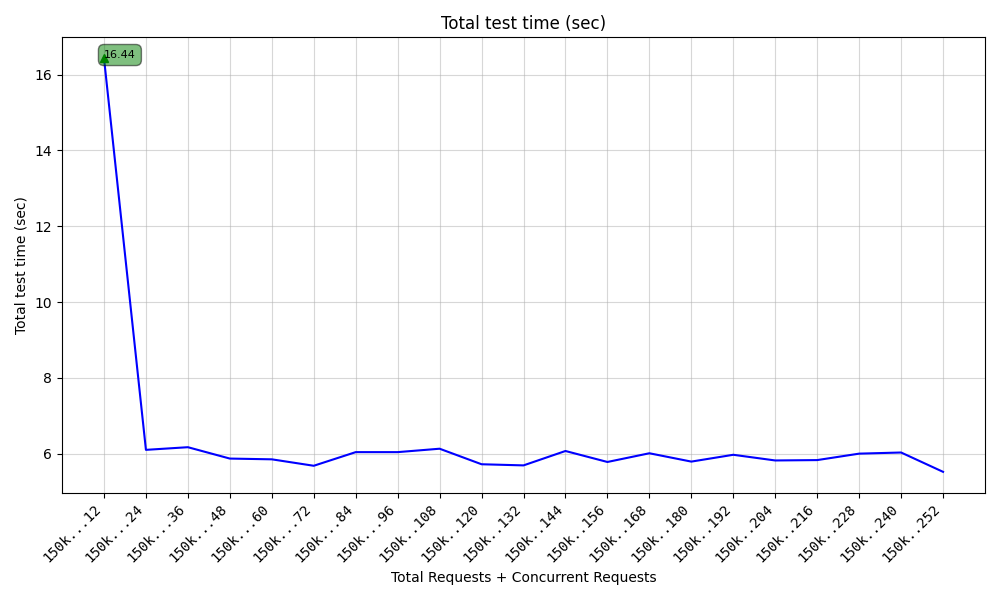 Total test time (sec)
16.44
Total test time (sec)
16
14
12
10
8
6
150k...12
150k...24
150k...36
150k...48
150k...60
150k...72
150k...84
150k...96
150k..108
150k..120
150k..132
150k..144
150k..156
150k..168
150k..180
150k..192
150k..204
150k..216
150k..228
150k..240
150k..252
Total Requests + Concurrent Requests